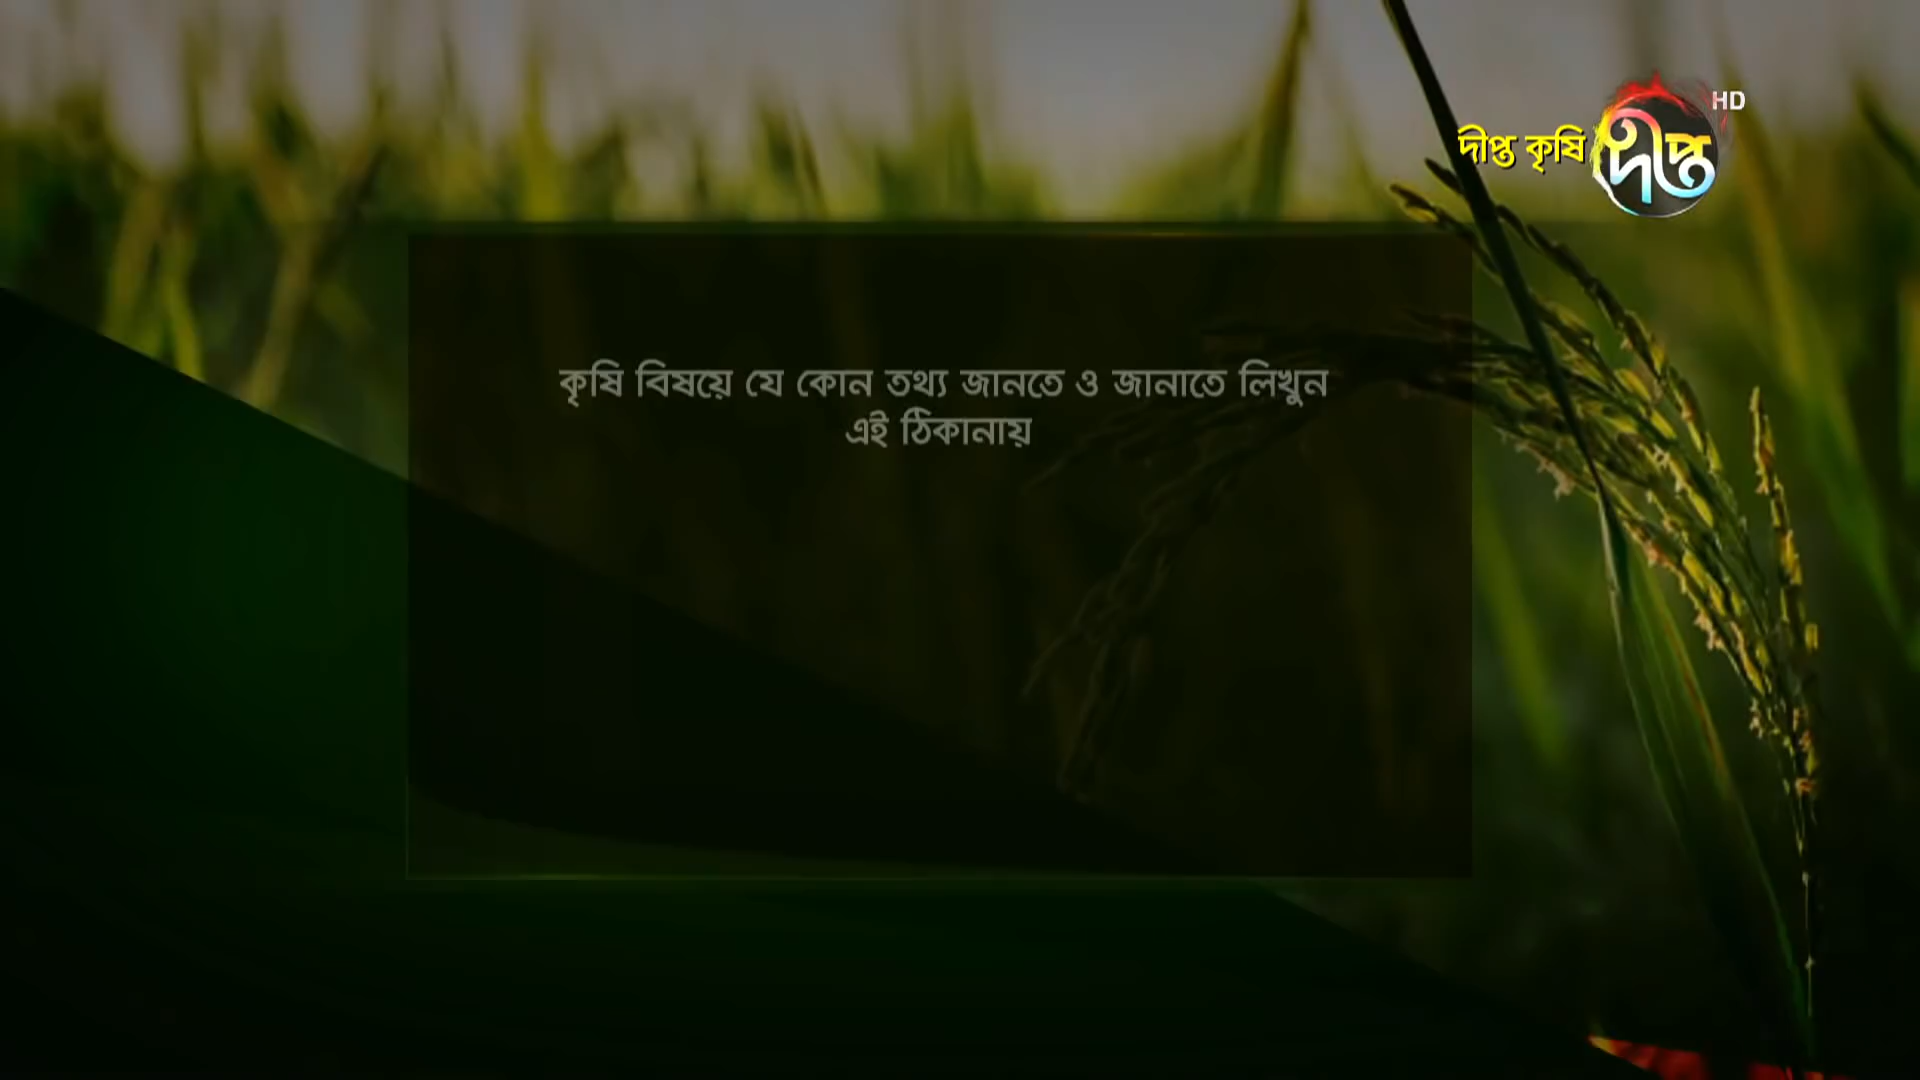 HD
দীপ্ত কৃষি দীপ্ত
কৃষি বিষয়ে যে কোন তথ্য জানতে ও জানাতে লিখুন
এই ঠিকানায়